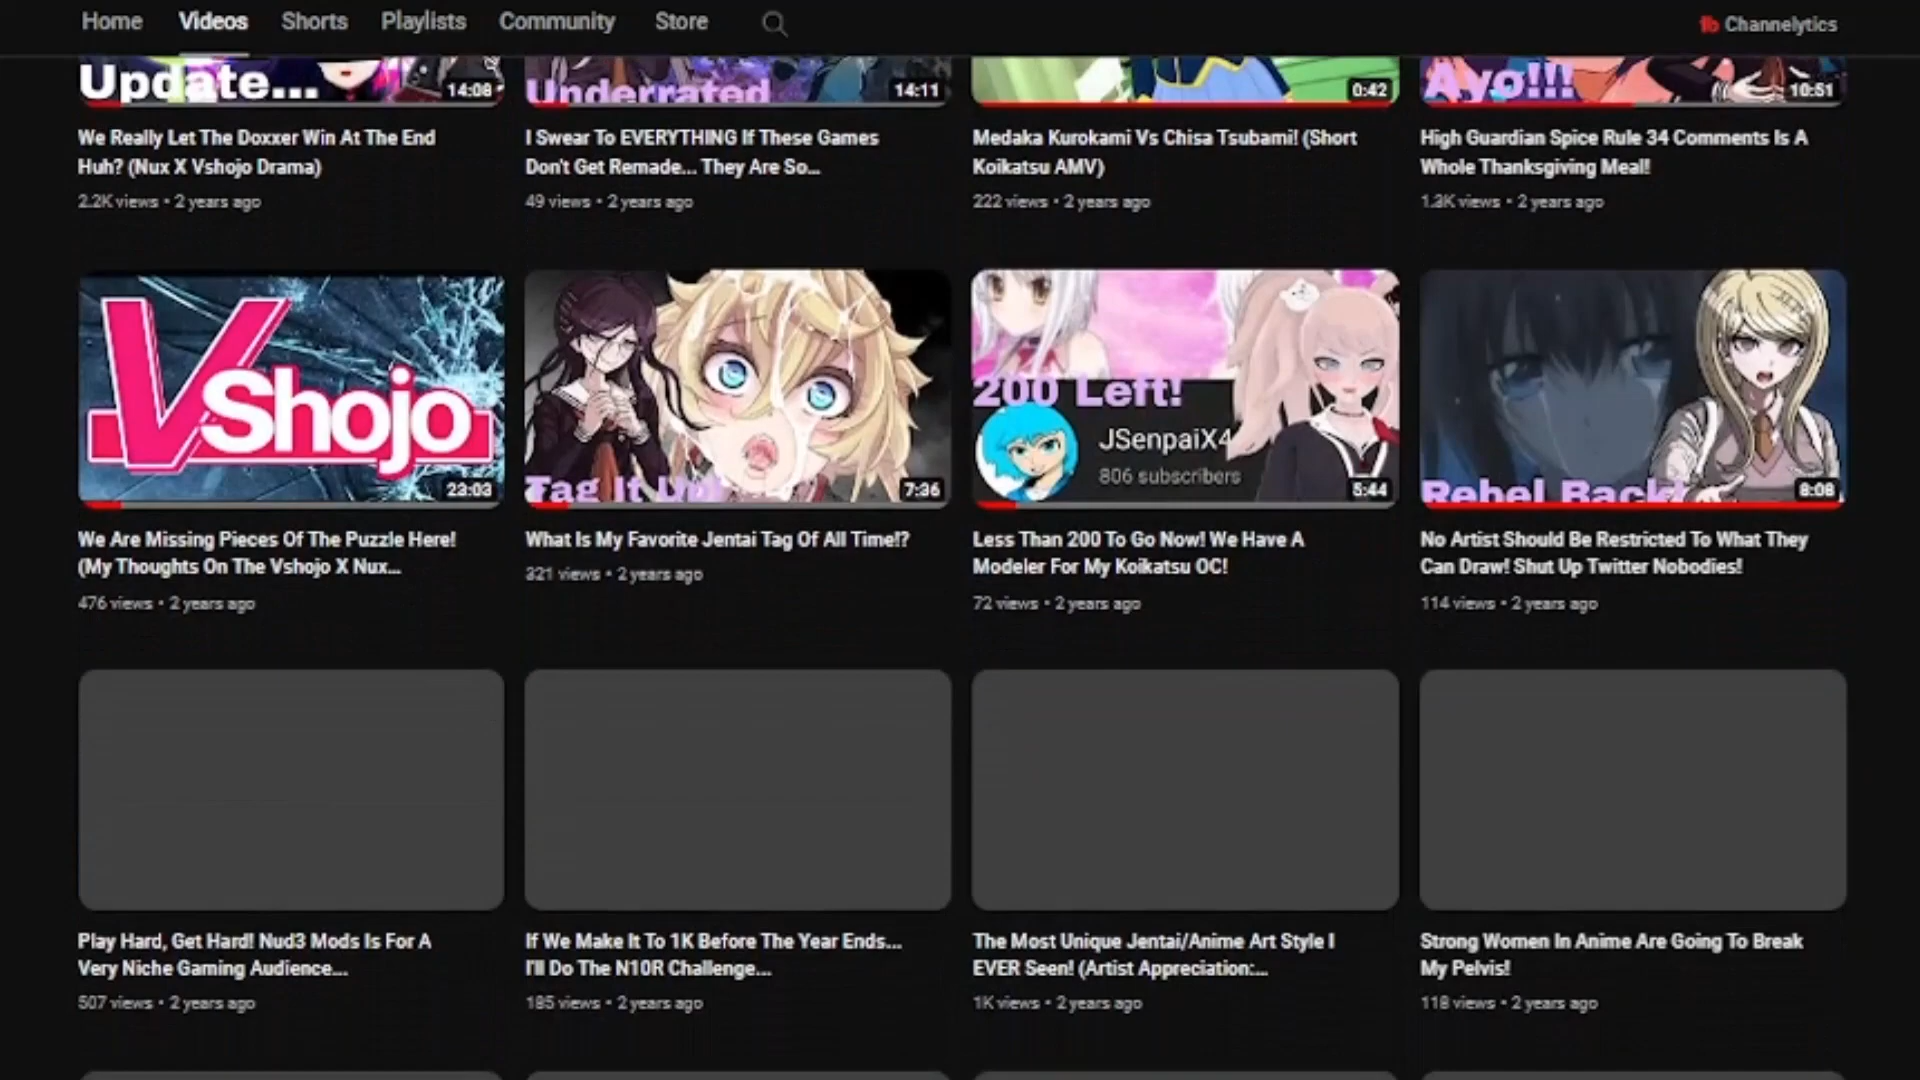 Home Videos Shorts Playlists Community Store
Channelytics
Update... 14:08
Underrated 14:11
0:42
Ayo!!! 10:51
We Really Let The Doxxer Win At The End
Huh? (Nux X Vshojo Drama)
2.2K views • 2 years ago
I Swear To EVERYTHING If These Games
Don't Get Remade... They Are So...
49 views • 2 years ago
Medaka Kurokami Vs Chisa Tsubami! (Short
Koikatsu AMV)
222 views • 2 years ago
High Guardian Spice Rule 34 Comments Is A
Whole Thanksgiving Meal!
1.3K views • 2 years ago
VShojo
23:03
Tag It Up!
7:36
200 Left!
JSenpaiX4
806 subscribers
5:44
Rebel Back!
8:08
We Are Missing Pieces Of The Puzzle Here!
(My Thoughts On The Vshojo X Nux...
476 views • 2 years ago
What Is My Favorite Jentai Tag Of All Time!?
321 views • 2 years ago
Less Than 200 To Go Now! We Have A
Modeler For My Koikatsu OC!
72 views • 2 years ago
No Artist Should Be Restricted To What They
Can Draw! Shut Up Twitter Nobodies!
114 views • 2 years ago
Play Hard, Get Hard! Nud3 Mods Is For A
Very Niche Gaming Audience...
507 views • 2 years ago
If We Make It To 1K Before The Year Ends...
I'll Do The N10R Challenge...
185 views • 2 years ago
The Most Unique Jentai/Anime Art Style I
EVER Seen! (Artist Appreciation:...
1K views • 2 years ago
Strong Women In Anime Are Going To Break
My Pelvis!
118 views • 2 years ago